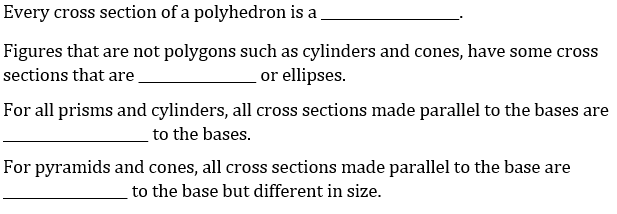 Every cross section of a polyhedron is a _________________.
Figures that are not polygons such as cylinders and cones, have some cross
sections that are ______________ or ellipses.
For all prisms and cylinders, all cross sections made parallel to the bases are
_________________ to the bases.
For pyramids and cones, all cross sections made parallel to the base are
_______________ to the base but different in size.